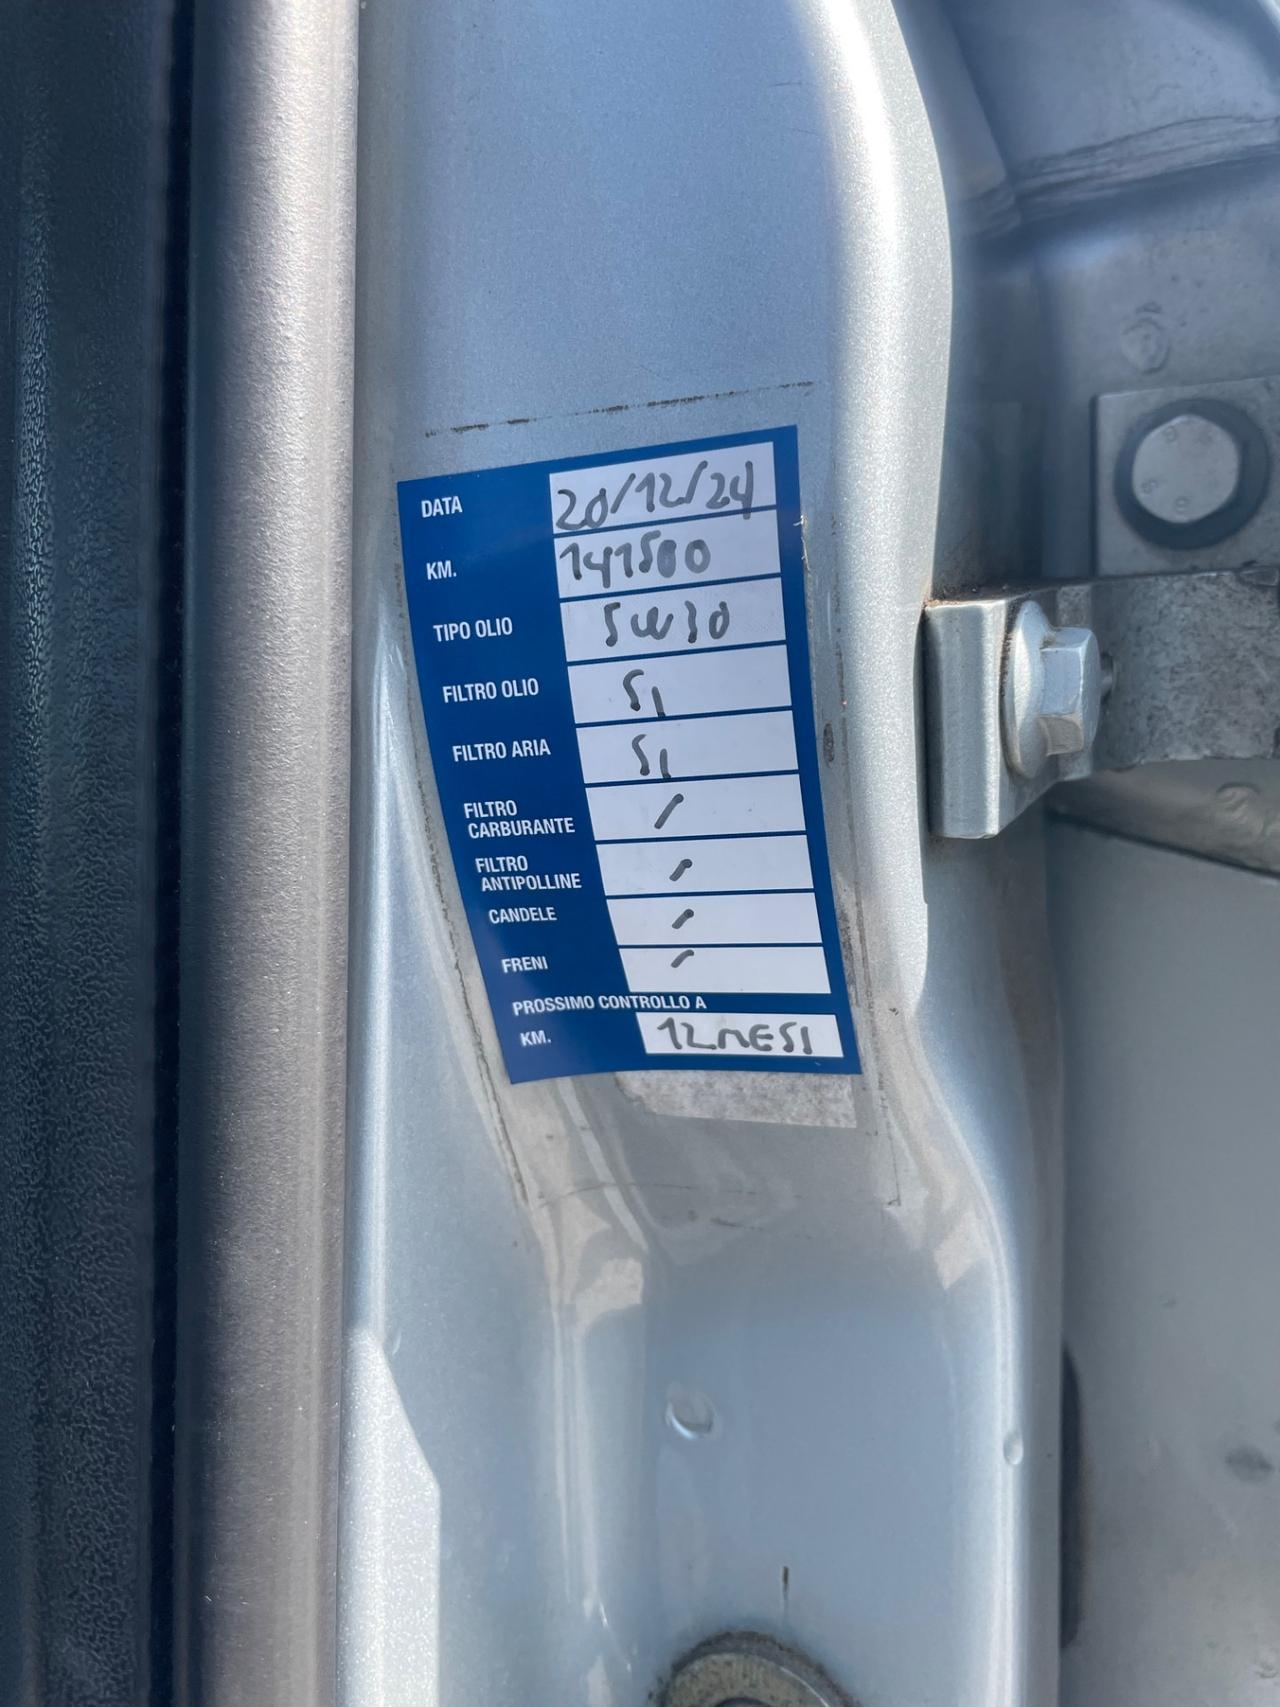 DATA 20/12/24
KM. 141500
TIPO OLIO 5W30
FILTRO OLIO SI
FILTRO ARIA SI
FILTRO
CARBURANTE /
FILTRO
ANTIPOLLINE /
CANDELE /
FRENI /
PROSSIMO CONTROLLO A
KM. 12 MESI